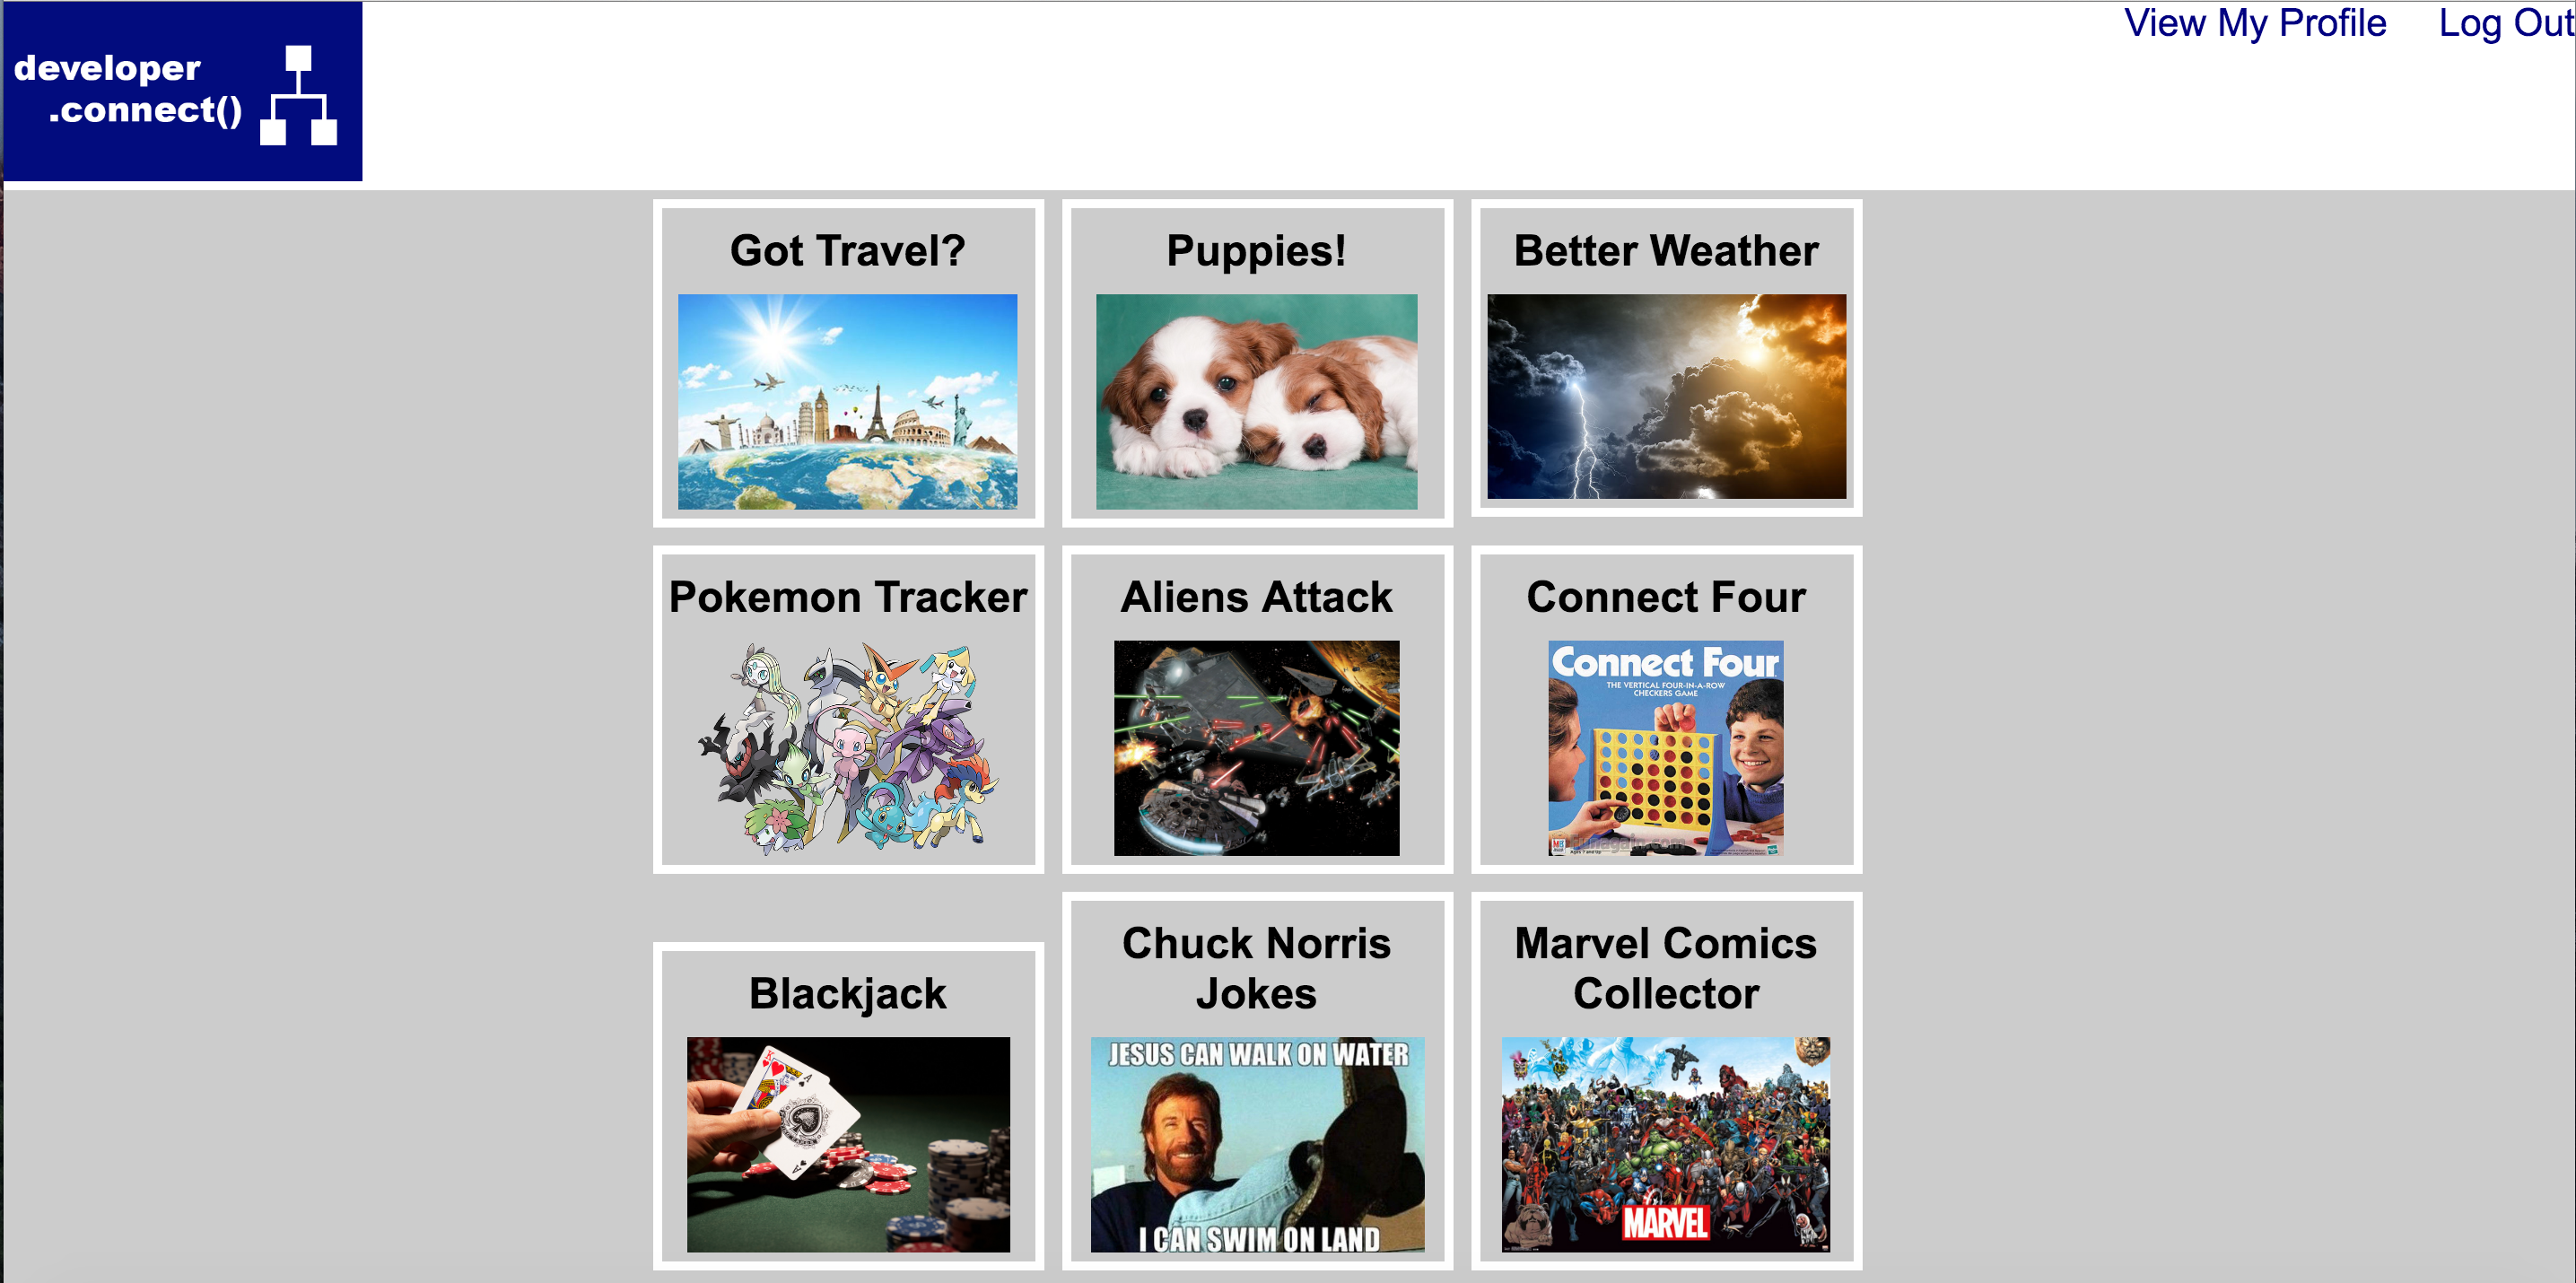 developer
.connect()
View My Profile
Log Out
Got Travel?
Puppies!
Better Weather
Pokemon Tracker
Aliens Attack
Connect Four
Connect Four
THE VERTICAL FOUR-IN-A-ROW
CHECKERS GAME
Blackjack
Chuck Norris
Jokes
JESUS CAN WALK ON WATER
I CAN SWIM ON LAND
Marvel Comics
Collector
MARVEL